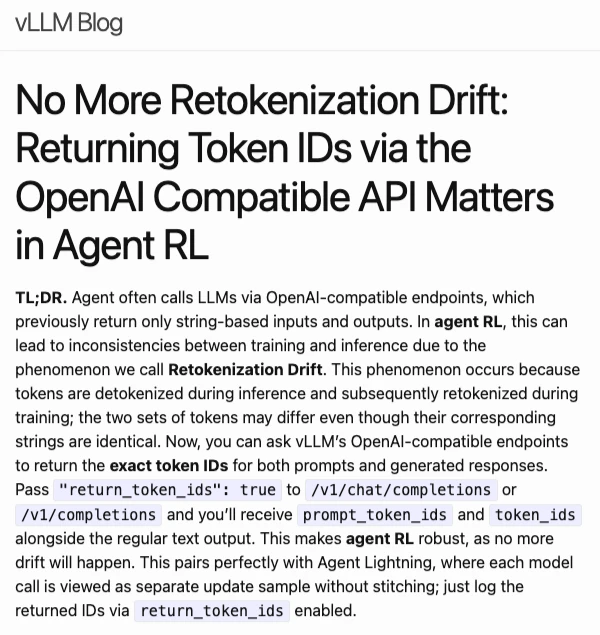 vLLM Blog
No More Retokenization Drift:
Returning Token IDs via the
OpenAI Compatible API Matters
in Agent RL
TL;DR. Agent often calls LLMs via OpenAI-compatible endpoints, which
previously return only string-based inputs and outputs. In agent RL, this can
lead to inconsistencies between training and inference due to the
phenomenon we call Retokenization Drift. This phenomenon occurs because
tokens are detokenized during inference and subsequently retokenized during
training; the two sets of tokens may differ even though their corresponding
strings are identical. Now, you can ask vLLM's OpenAI-compatible endpoints
to return the exact token IDs for both prompts and generated responses.
Pass "return_token_ids": true to /v1/chat/completions or
/v1/completions and you'll receive prompt_token_ids and token_ids
alongside the regular text output. This makes agent RL robust, as no more
drift will happen. This pairs perfectly with Agent Lightning, where each model
call is viewed as separate update sample without stitching; just log the
returned IDs via return_token_ids enabled.